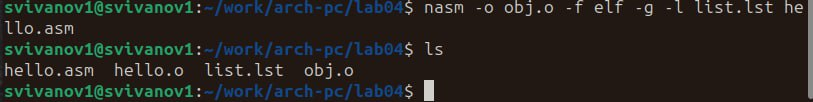 svivanov1@svivanov1:~/work/arch-pc/lab04$ nasm -o obj.o -f elf -g -l list.lst he
llo.asm
svivanov1@svivanov1:~/work/arch-pc/lab04$ ls
hello.asm  hello.o  list.lst  obj.o
svivanov1@svivanov1:~/work/arch-pc/lab04$